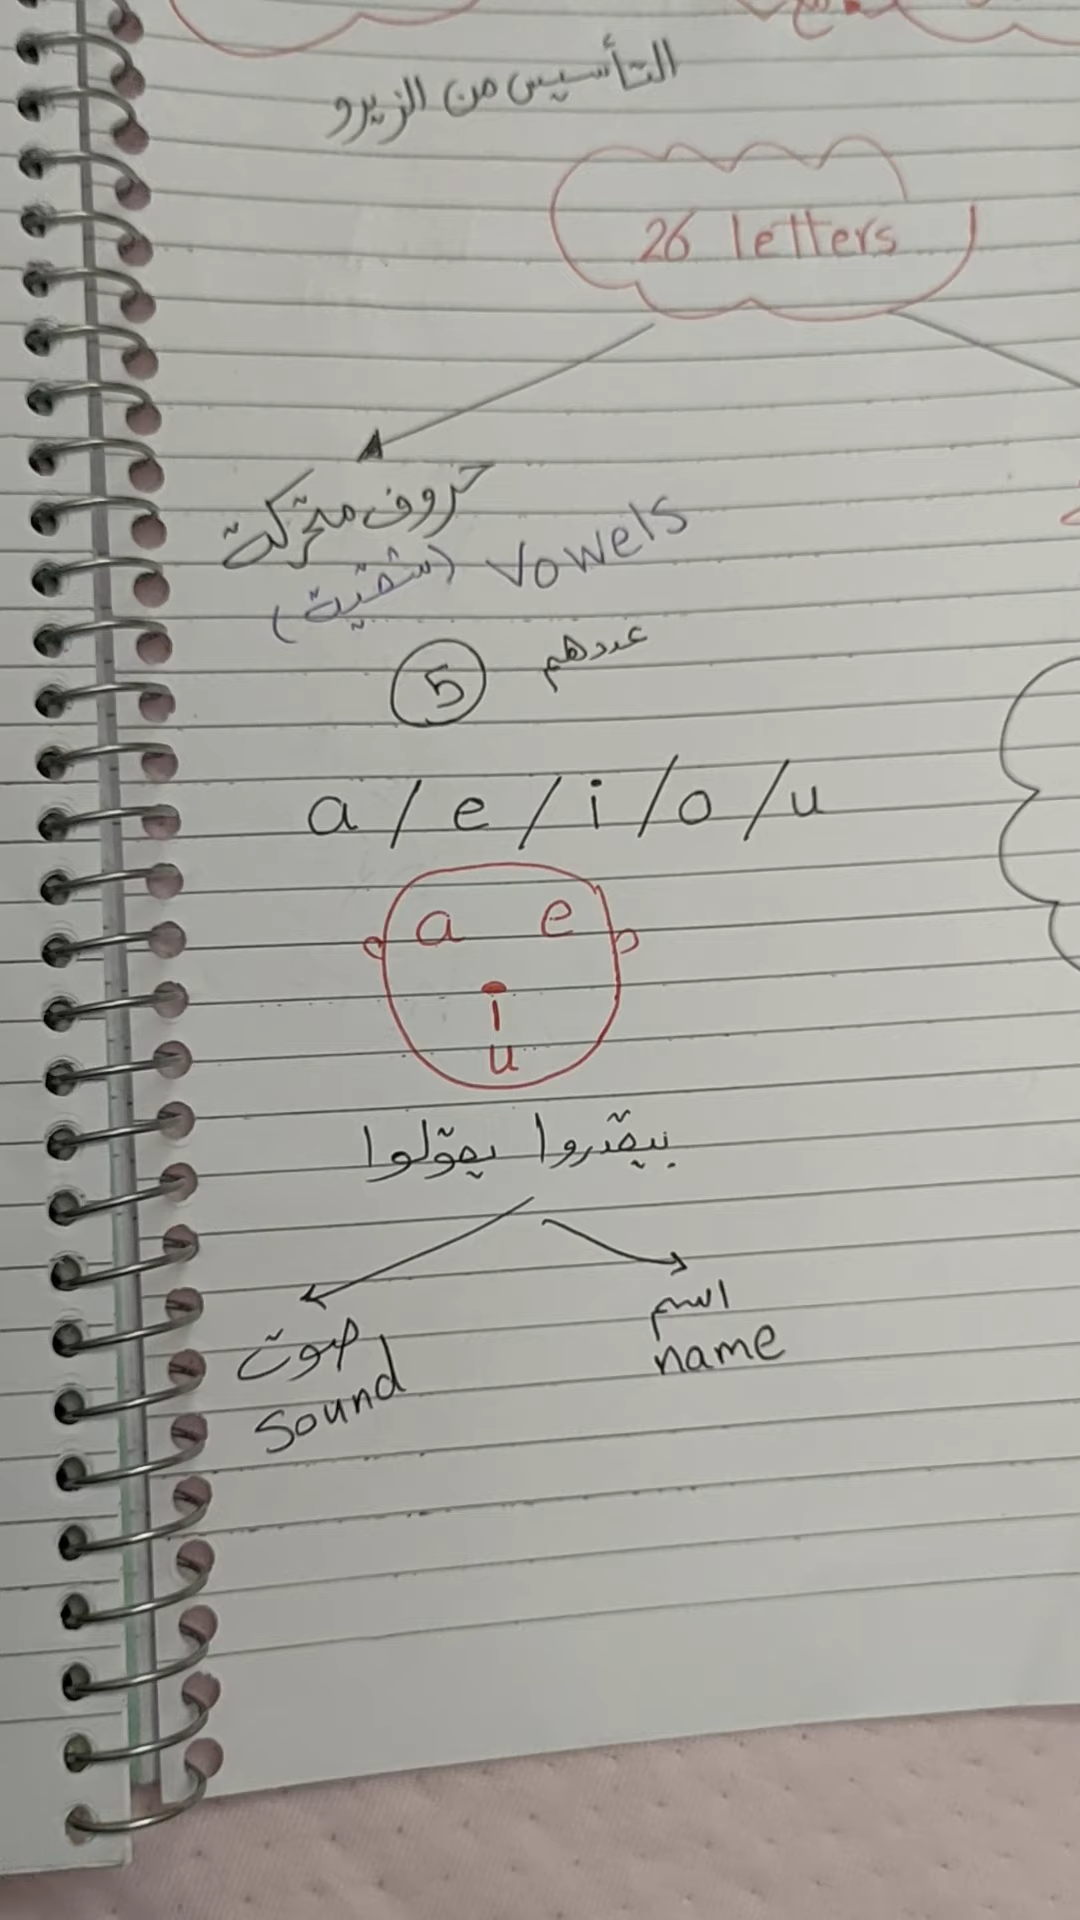 التأسيس من الزيرو
26 letters
حروف متحركة
(شقية) Vowels
عددهم 5
a / e / i / o / u
a e
i
u
بيقدروا يقولوا
اسم
name
صوت
sound